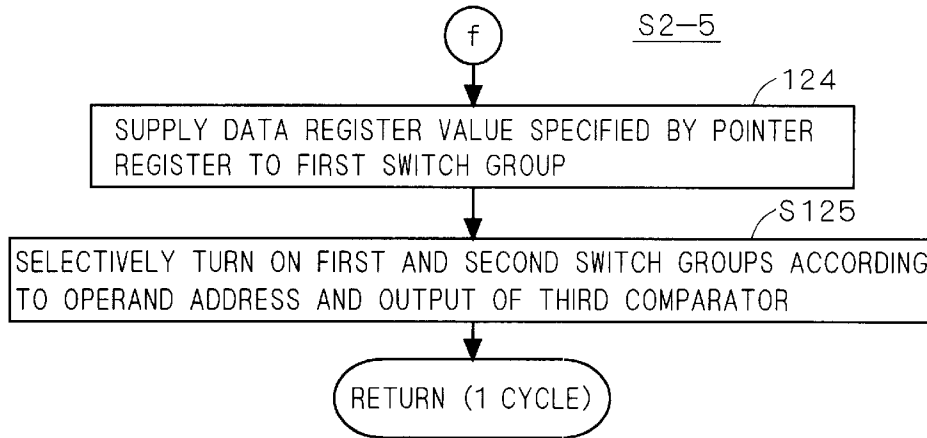 f
S2-5
124
SUPPLY DATA REGISTER VALUE SPECIFIED BY POINTER
REGISTER TO FIRST SWITCH GROUP
S125
SELECTIVELY TURN ON FIRST AND SECOND SWITCH GROUPS ACCORDING
TO OPERAND ADDRESS AND OUTPUT OF THIRD COMPARATOR
RETURN (1 CYCLE)